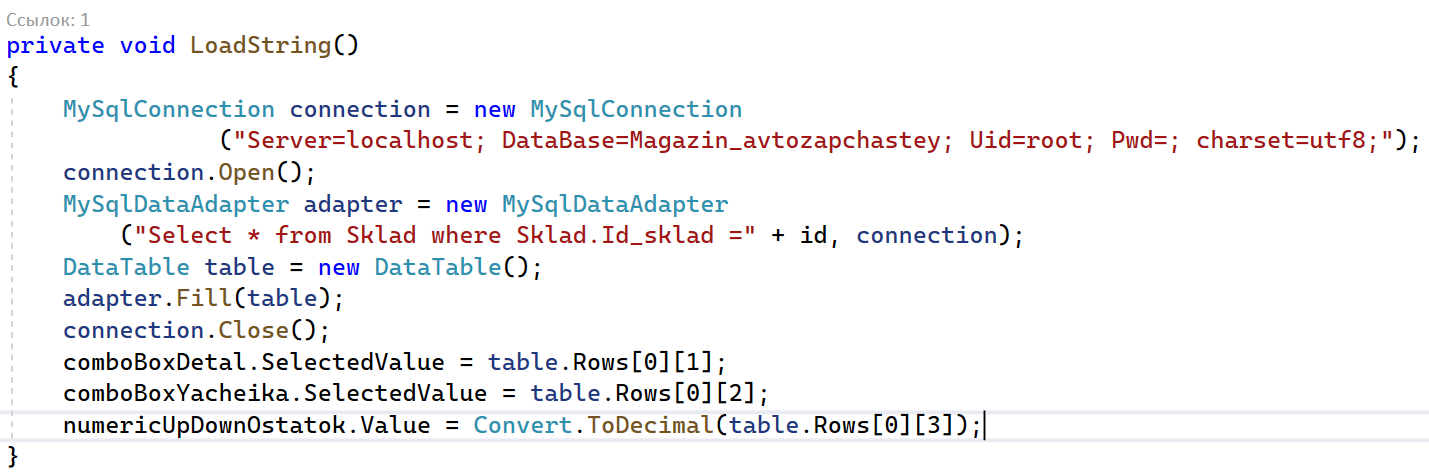 Ссылок: 1
private void LoadString()
{
    MySqlConnection connection = new MySqlConnection
               ("Server=localhost; DataBase=Magazin_avtozapchastey; Uid=root; Pwd=; charset=utf8;");
    connection.Open();
    MySqlDataAdapter adapter = new MySqlDataAdapter
        ("Select * from Sklad where Sklad.Id_sklad =" + id, connection);
    DataTable table = new DataTable();
    adapter.Fill(table);
    connection.Close();
    comboBoxDetal.SelectedValue = table.Rows[0][1];
    comboBoxYacheika.SelectedValue = table.Rows[0][2];
    numericUpDownOstatok.Value = Convert.ToDecimal(table.Rows[0][3]);
}